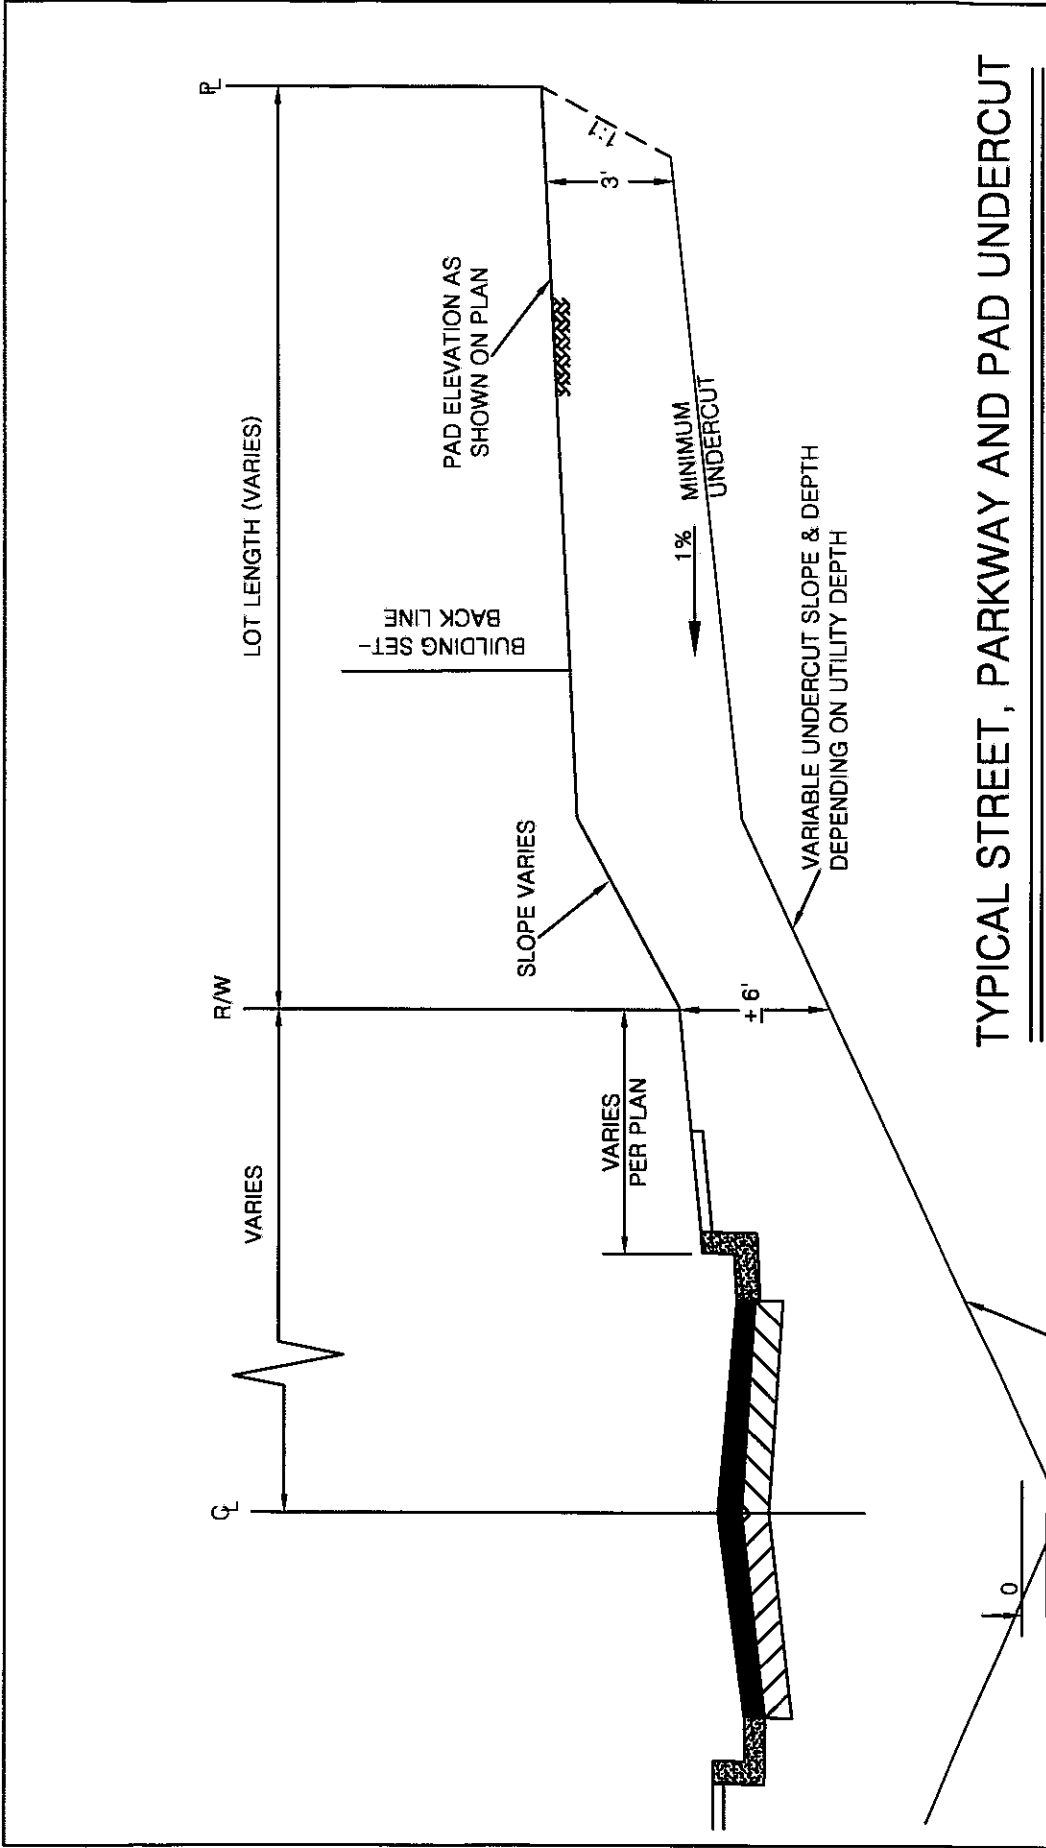 ℄
VARIES
R/W
LOT LENGTH (VARIES)
PL
BUILDING SET-
BACK LINE
PAD ELEVATION AS
SHOWN ON PLAN
SLOPE VARIES
VARIES
PER PLAN
1:1
3'
± 6'
1%
MINIMUM
UNDERCUT
VARIABLE UNDERCUT SLOPE & DEPTH
DEPENDING ON UTILITY DEPTH
0
TYPICAL STREET, PARKWAY AND PAD UNDERCUT